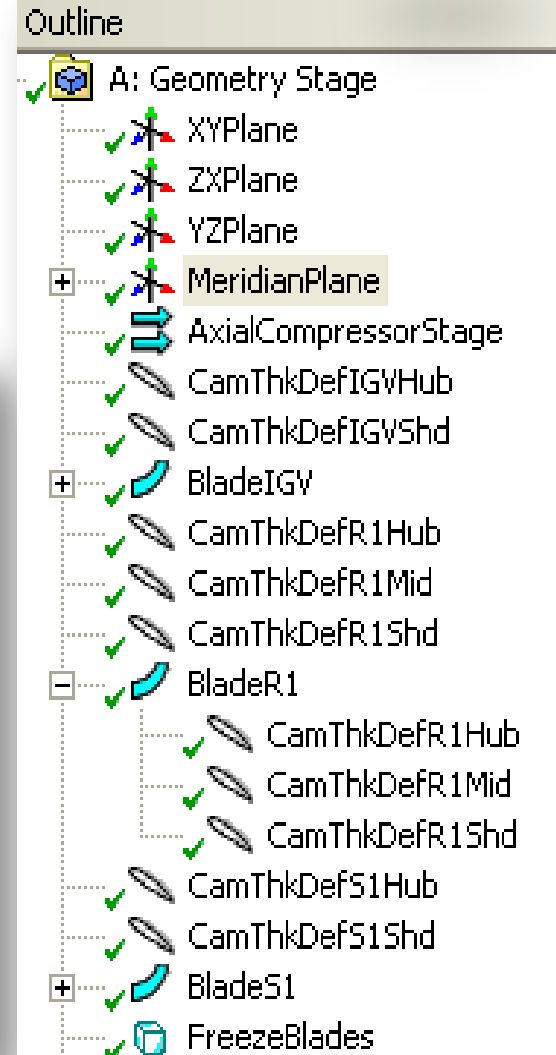 Outline
A: Geometry Stage
XYPlane
ZXPlane
YZPlane
MeridianPlane
AxialCompressorStage
CamThkDefIGVHub
CamThkDefIGVShd
BladeIGV
CamThkDefR1Hub
CamThkDefR1Mid
CamThkDefR1Shd
BladeR1
CamThkDefR1Hub
CamThkDefR1Mid
CamThkDefR1Shd
CamThkDefS1Hub
CamThkDefS1Shd
BladeS1
FreezeBlades